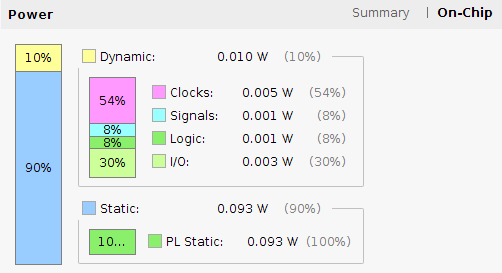 Power Summary | On-Chip
10% Dynamic: 0.010 W (10%)
54% Clocks: 0.005 W (54%)
8% Signals: 0.001 W (8%)
8% Logic: 0.001 W (8%)
30% I/O: 0.003 W (30%)
90%
Static: 0.093 W (90%)
10... PL Static: 0.093 W (100%)